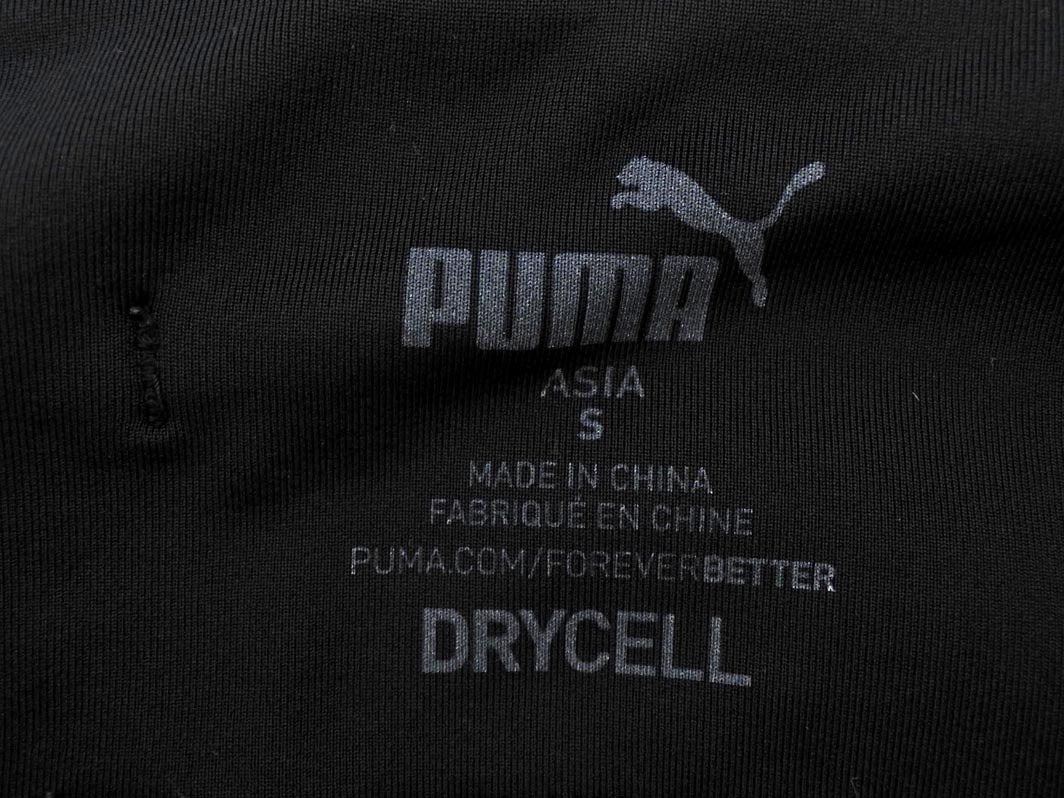 PUMA
ASIA
S
MADE IN CHINA
FABRIQUÉ EN CHINE
PUMA.COM/FOREVERBETTER
DRYCELL